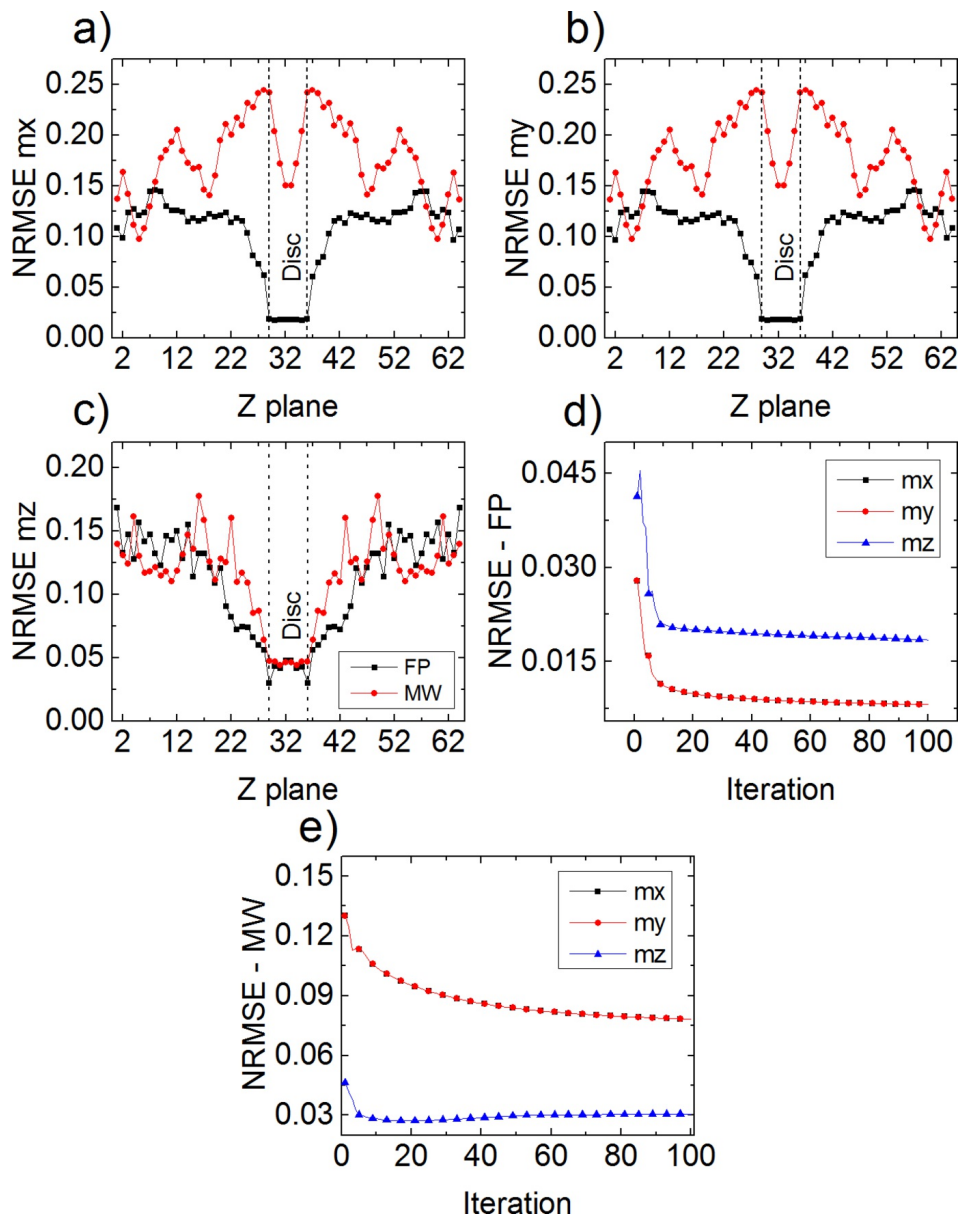 a)
NRMSE mx
0.25
0.20
0.15
0.10
0.05
0.00
Disc
2 12 22 32 42 52 62
Z plane
b)
NRMSE my
0.25
0.20
0.15
0.10
0.05
0.00
Disc
2 12 22 32 42 52 62
Z plane
c)
NRMSE mz
0.20
0.15
0.10
0.05
0.00
Disc
FP
MW
2 12 22 32 42 52 62
Z plane
d)
NRMSE - FP
0.045
0.030
0.015
mx
my
mz
0 20 40 60 80 100
Iteration
e)
NRMSE - MW
0.15
0.12
0.09
0.06
0.03
mx
my
mz
0 20 40 60 80 100
Iteration